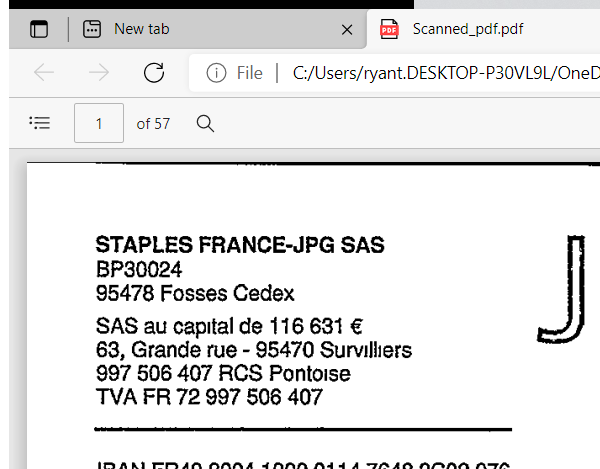 New tab
Scanned_pdf.pdf
File | C:/Users/ryant.DESKTOP-P30VL9L/OneD
1 of 57
STAPLES FRANCE-JPG SAS
BP30024
95478 Fosses Cedex
J
SAS au capital de 116 631 €
63, Grande rue - 95470 Survilliers
997 506 407 RCS Pontoise
TVA FR 72 997 506 407